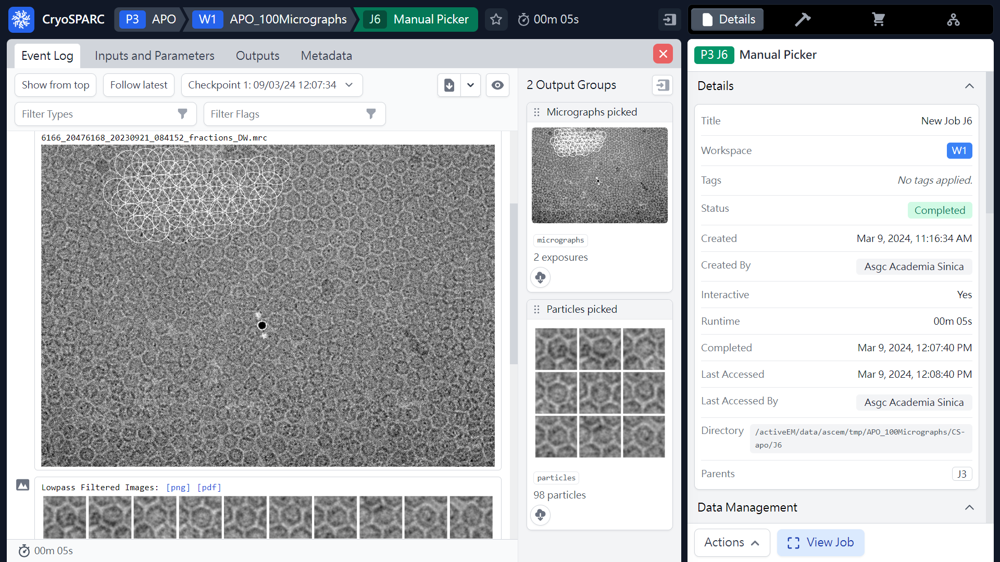 CryoSPARC
P3 APO
W1 APO_100Micrographs
J6 Manual Picker
00m 05s
Details
Event Log
Inputs and Parameters
Outputs
Metadata
Show from top
Follow latest
Checkpoint 1: 09/03/24 12:07:34
Filter Types
Filter Flags
6166_20476168_20230921_084152_fractions_DW.mrc
Lowpass Filtered Images: [png] [pdf]
00m 05s
2 Output Groups
Micrographs picked
micrographs
2 exposures
Particles picked
particles
98 particles
P3 J6 Manual Picker
Details
Title New Job J6
Workspace W1
Tags No tags applied.
Status Completed
Created Mar 9, 2024, 11:16:34 AM
Created By Asgc Academia Sinica
Interactive Yes
Runtime 00m 05s
Completed Mar 9, 2024, 12:07:40 PM
Last Accessed Mar 9, 2024, 12:08:40 PM
Last Accessed By Asgc Academia Sinica
Directory /activeEM/data/ascem/tmp/APO_100Micrographs/CS-
apo/J6
Parents J3
Data Management
Actions
View Job